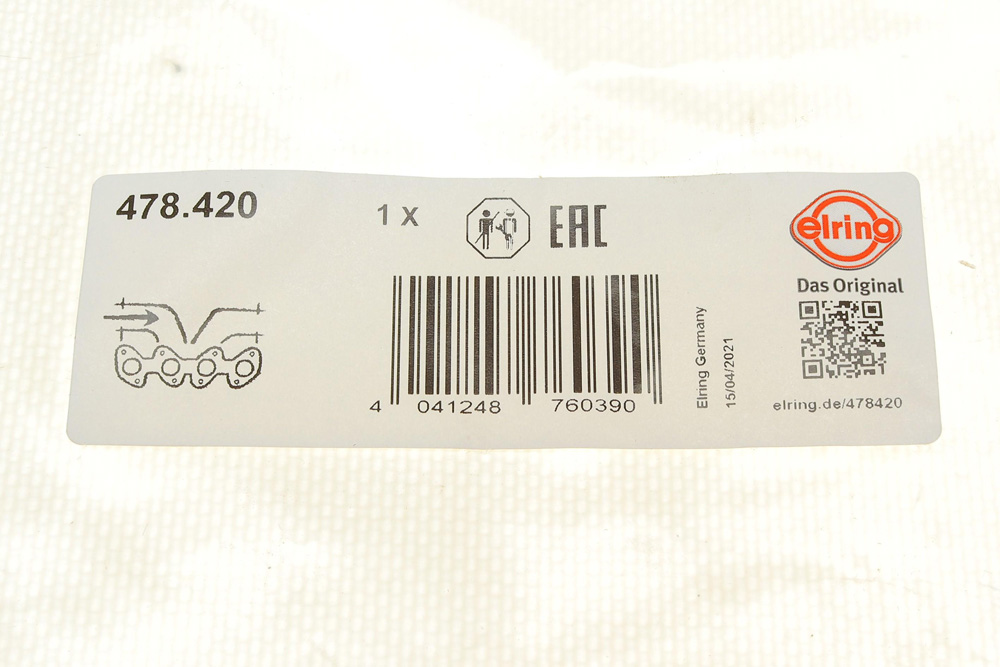 478.420
1 X
EAC
elring
Das Original
4 041248 760390
Elring Germany
15/04/2021
elring.de/478420